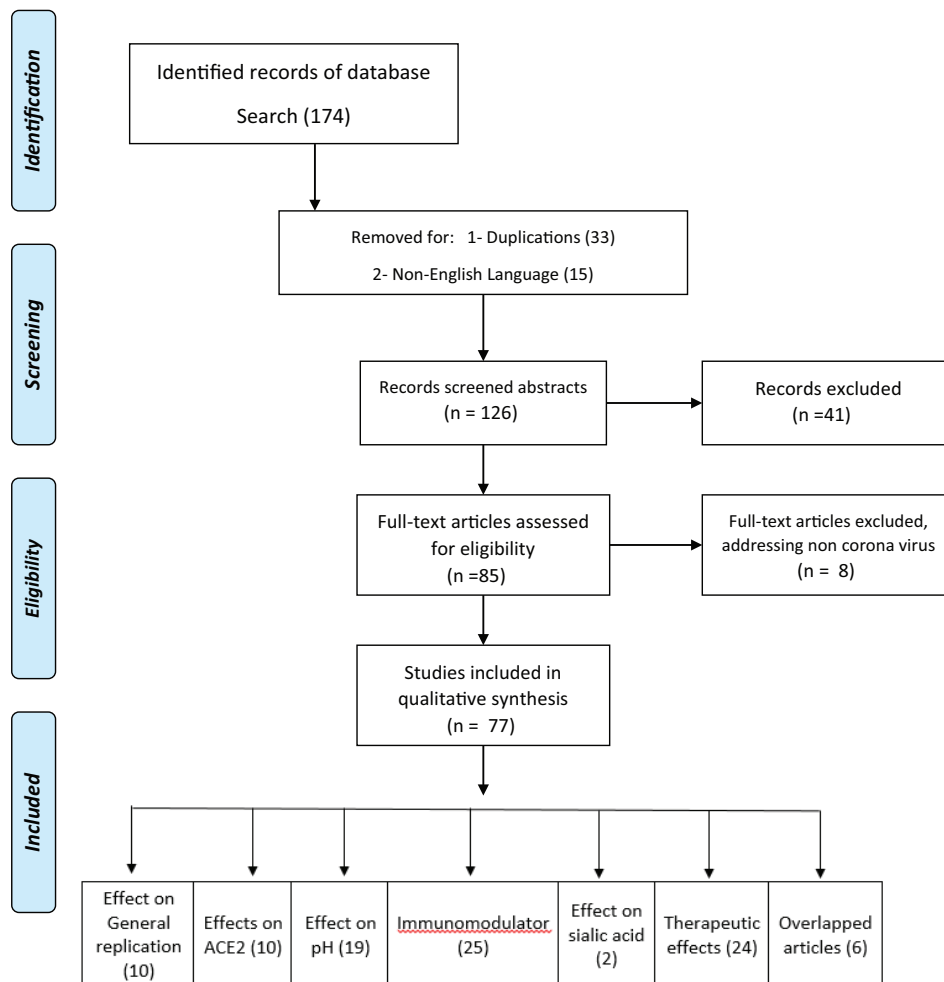 Identification
Identified records of database
Search (174)
Removed for: 1- Duplications (33)
2- Non-English Language (15)
Screening
Records screened abstracts
(n = 126)
Records excluded
(n =41)
Eligibility
Full-text articles assessed
for eligibility
(n =85)
Full-text articles excluded,
addressing non corona virus
(n = 8)
Studies included in
qualitative synthesis
(n = 77)
Included
Effect on
General
replication
(10)
Effects on
ACE2 (10)
Effect on
pH (19)
Immunomodulator
(25)
Effect on
sialic acid
(2)
Therapeutic
effects (24)
Overlapped
articles (6)